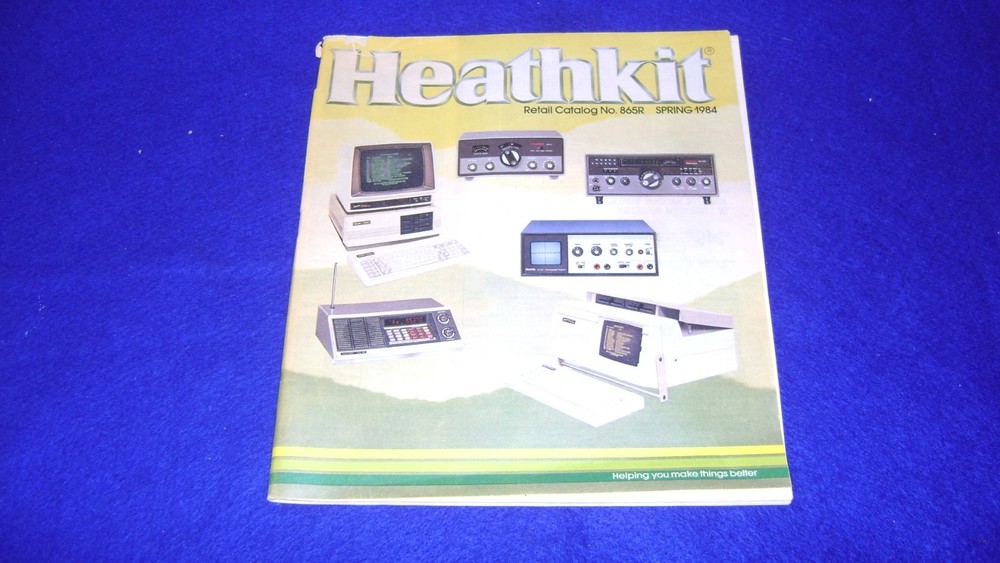 Heathkit®
Retail Catalog No. 865R SPRING 1984
Helping you make things better